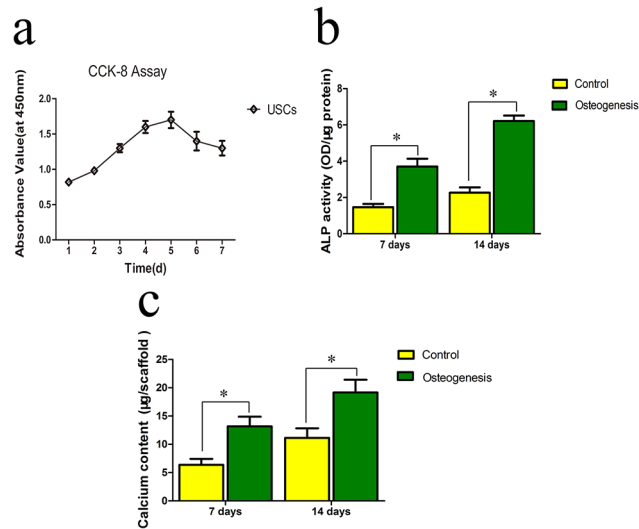 a
CCK-8 Assay
Absorbance Value(at 450nm)
2.0
1.5
1.0
0.5
0.0
1 2 3 4 5 6 7
Time(d)
USCs
b
ALP activity (OD/μg protein)
8
6
4
2
0
*
*
7 days
14 days
Control
Osteogenesis
c
Calcium content (μg/scaffold )
25
20
15
10
5
0
*
*
7 days
14 days
Control
Osteogenesis